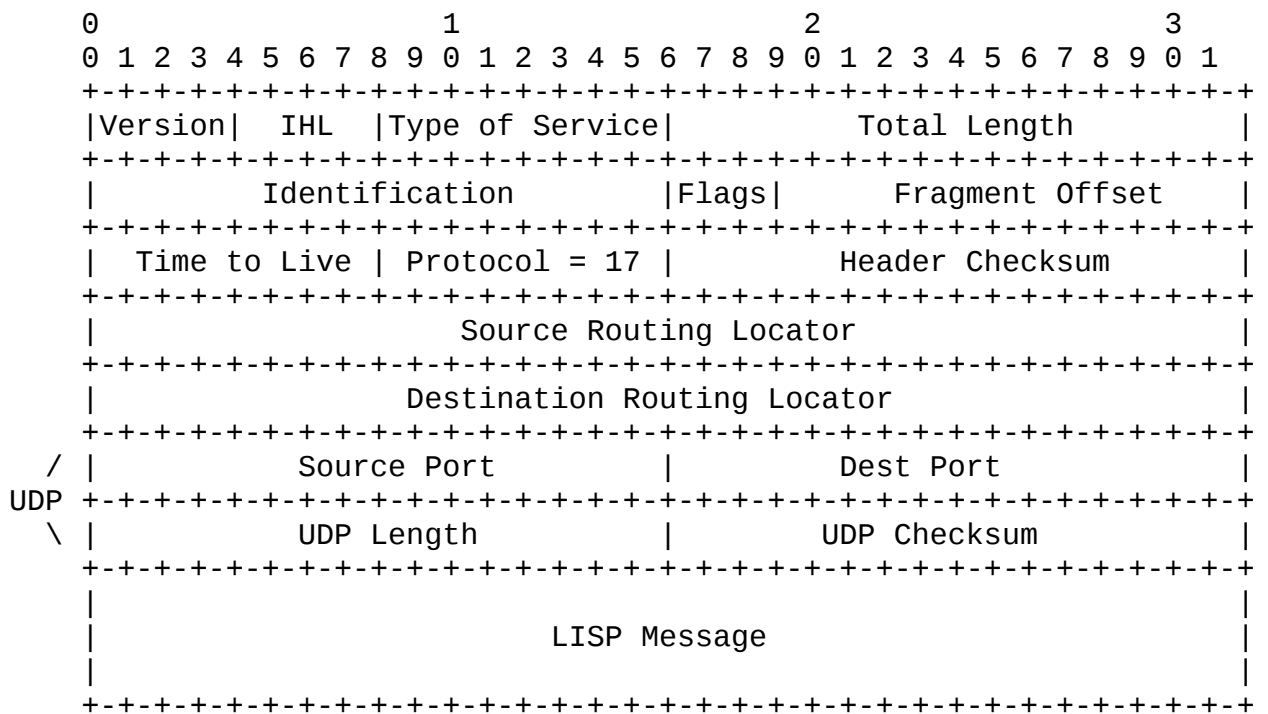 0                   1                   2                   3
 0 1 2 3 4 5 6 7 8 9 0 1 2 3 4 5 6 7 8 9 0 1 2 3 4 5 6 7 8 9 0 1
+-+-+-+-+-+-+-+-+-+-+-+-+-+-+-+-+-+-+-+-+-+-+-+-+-+-+-+-+-+-+-+-+
|Version|  IHL  |Type of Service|          Total Length         |
+-+-+-+-+-+-+-+-+-+-+-+-+-+-+-+-+-+-+-+-+-+-+-+-+-+-+-+-+-+-+-+-+
|         Identification        |Flags|      Fragment Offset    |
+-+-+-+-+-+-+-+-+-+-+-+-+-+-+-+-+-+-+-+-+-+-+-+-+-+-+-+-+-+-+-+-+
|  Time to Live | Protocol = 17 |         Header Checksum       |
+-+-+-+-+-+-+-+-+-+-+-+-+-+-+-+-+-+-+-+-+-+-+-+-+-+-+-+-+-+-+-+-+
|                    Source Routing Locator                     |
+-+-+-+-+-+-+-+-+-+-+-+-+-+-+-+-+-+-+-+-+-+-+-+-+-+-+-+-+-+-+-+-+
|                 Destination Routing Locator                   |
+-+-+-+-+-+-+-+-+-+-+-+-+-+-+-+-+-+-+-+-+-+-+-+-+-+-+-+-+-+-+-+-+
/ |           Source Port         |         Dest Port             |
UDP +-+-+-+-+-+-+-+-+-+-+-+-+-+-+-+-+-+-+-+-+-+-+-+-+-+-+-+-+-+-+-+-+
\ |           UDP Length          |        UDP Checksum           |
+-+-+-+-+-+-+-+-+-+-+-+-+-+-+-+-+-+-+-+-+-+-+-+-+-+-+-+-+-+-+-+-+
|                                                               |
|                         LISP Message                          |
|                                                               |
+-+-+-+-+-+-+-+-+-+-+-+-+-+-+-+-+-+-+-+-+-+-+-+-+-+-+-+-+-+-+-+-+